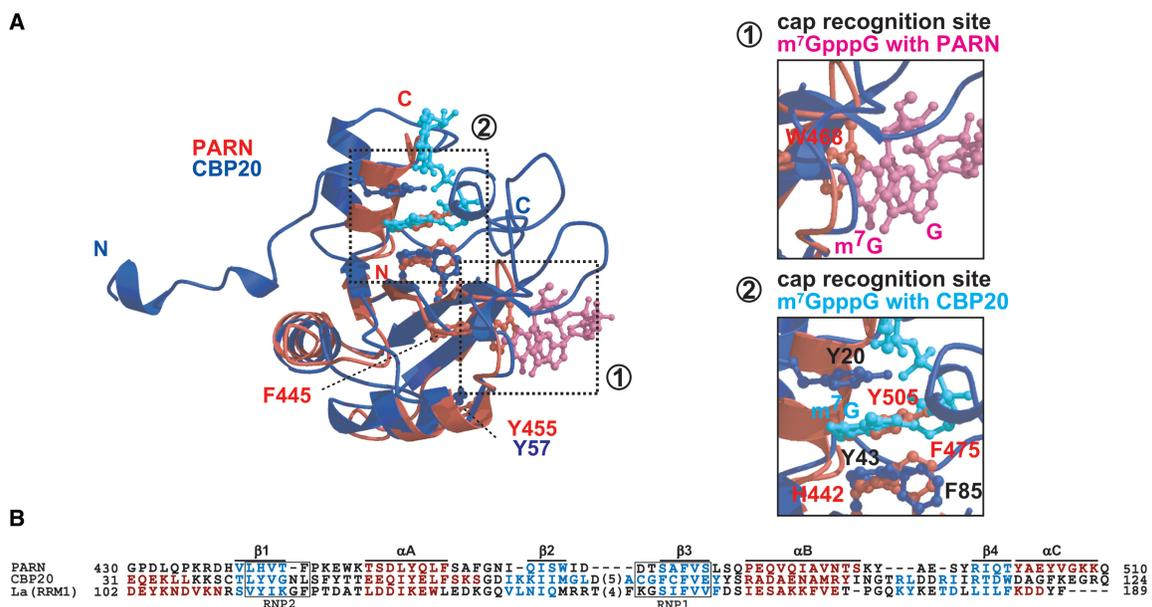 A
PARN
CBP20
C
②
C
N
N
①
F445
Y455
Y57
① cap recognition site
m⁷GpppG with PARN
W468
m⁷G
G
② cap recognition site
m⁷GpppG with CBP20
Y20
m⁷G
Y505
Y43
F475
H442
F85
B
β1 αA β2 β3 αB β4 αC
PARN 430 GPDLQPKRDHVLHVT-FPKEWKTSDLYQLFSAFGNI-QISWID-----DTSAFVSLSQPEQVQIAVNTSKY---AE-SYRIQTYAEYVGKKQ 510
CBP20 31 EQEKLLKKSCTLYVGNLSFYTTEEQIYELFSKSGDIKKIIMGLD(5)ACGFCFVEYYSRADAENAMRYINGTRLDDRIIRTDWDAGFKEGRQ 124
La(RRM1) 102 DEYKNDVKNRSVYIKGFPTDATLDDIKEWLEDKGQVLNIQMRRT(4)FKGSIFVVFDSIESAKKFVETPGQKYKETDLLILFKDDYF---- 189
RNP2 RNP1